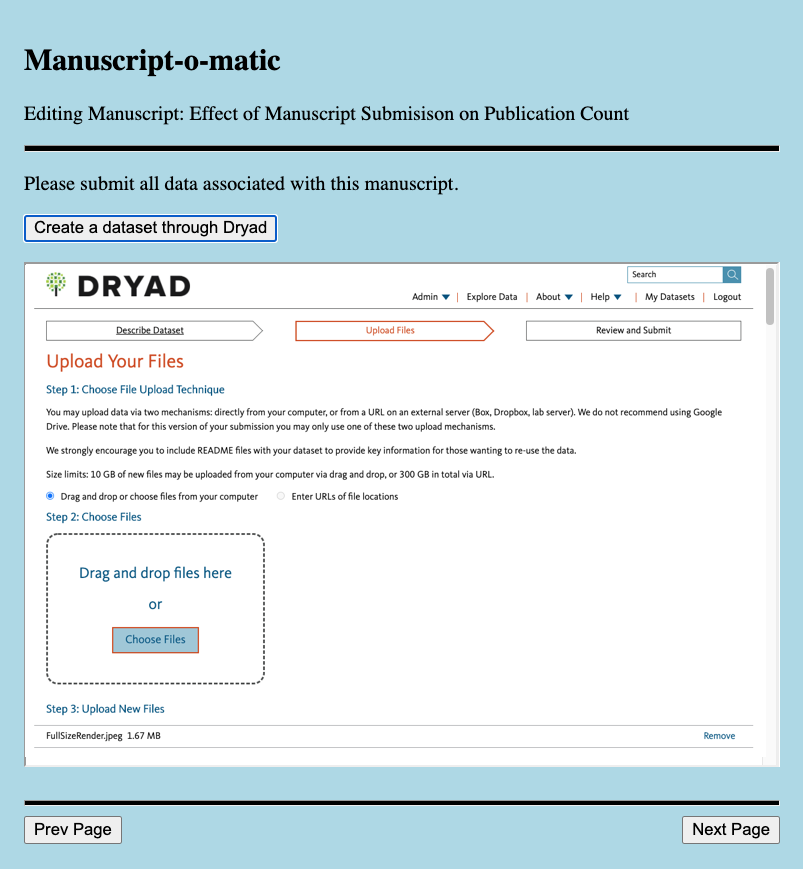 Manuscript-o-matic
Editing Manuscript: Effect of Manuscript Submisison on Publication Count
Please submit all data associated with this manuscript.
Create a dataset through Dryad
DRYAD
Search
Admin | Explore Data | About | Help | My Datasets | Logout
Describe Dataset
Upload Files
Review and Submit
Upload Your Files
Step 1: Choose File Upload Technique
You may upload data via two mechanisms: directly from your computer, or from a URL on an external server (Box, Dropbox, lab server). We do not recommend using Google
Drive. Please note that for this version of your submission you may only use one of these two upload mechanisms.
We strongly encourage you to include README files with your dataset to provide key information for those wanting to re-use the data.
Size limits: 10 GB of new files may be uploaded from your computer via drag and drop, or 300 GB in total via URL.
Drag and drop or choose files from your computer Enter URLs of file locations
Step 2: Choose Files
Drag and drop files here
or
Choose Files
Step 3: Upload New Files
FullSizeRender.jpeg 1.67 MB Remove
Prev Page
Next Page